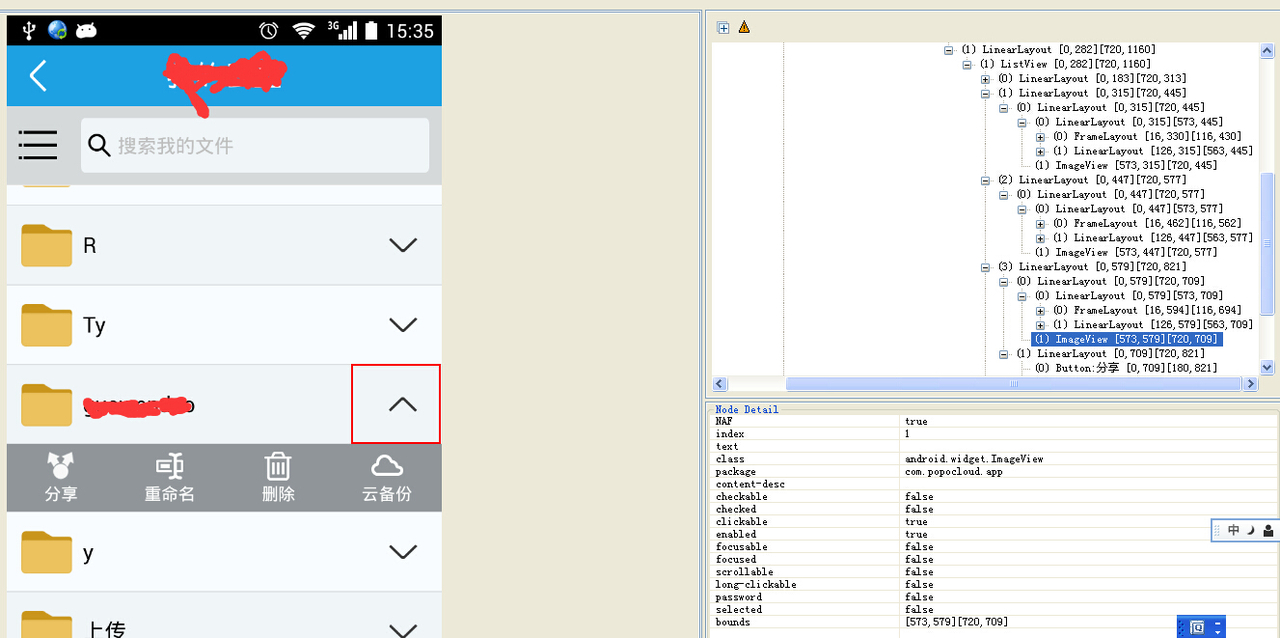 3G 15:35
搜索我的文件
R
Ty
分享 重命名 删除 云备份
y
上传
(1) LinearLayout [0,282][720,1160]
(1) ListView [0,282][720,1160]
(0) LinearLayout [0,183][720,313]
(1) LinearLayout [0,315][720,445]
(0) LinearLayout [0,315][720,445]
(0) LinearLayout [0,315][573,445]
(0) FrameLayout [16,330][116,430]
(1) LinearLayout [126,315][563,445]
(1) ImageView [573,315][720,445]
(2) LinearLayout [0,447][720,577]
(0) LinearLayout [0,447][720,577]
(0) LinearLayout [0,447][573,577]
(0) FrameLayout [16,462][116,562]
(1) LinearLayout [126,447][563,577]
(1) ImageView [573,447][720,577]
(3) LinearLayout [0,579][720,821]
(0) LinearLayout [0,579][720,709]
(0) LinearLayout [0,579][573,709]
(0) FrameLayout [16,594][116,694]
(1) LinearLayout [126,579][563,709]
(1) ImageView [573,579][720,709]
(1) LinearLayout [0,709][720,821]
(0) Button:分享 [0,709][180,821]
Node Detail
NAF true
index 1
text
class android.widget.ImageView
package com.popocloud.app
content-desc
checkable false
checked false
clickable true
enabled true
focusable false
focused false
scrollable false
long-clickable false
password false
selected false
bounds [573,579][720,709]
中